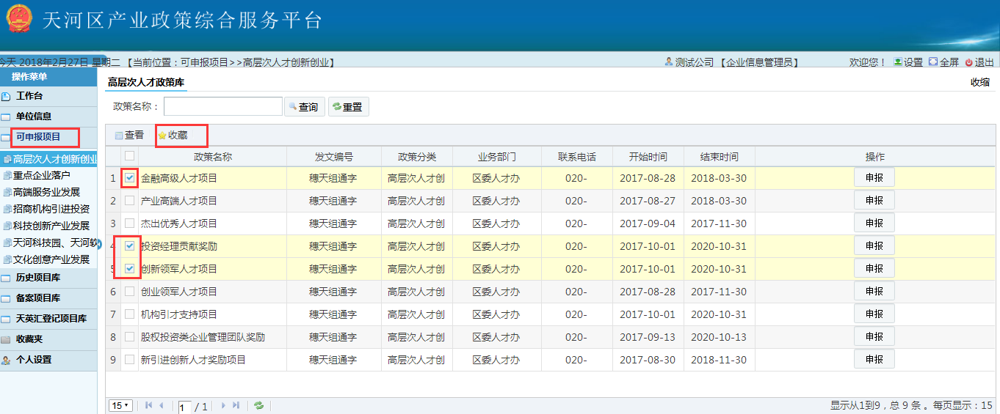 天河区产业政策综合服务平台
今天 2018年2月27日 星期二 【当前位置：可申报项目>>高层次人才创新创业】 测试公司 【企业信息管理员】 欢迎您！ 设置 全屏 退出
操作菜单
工作台
单位信息
可申报项目
高层次人才创新创业
重点企业落户
高端服务业发展
招商机构引进投资
科技创新产业发展
天河科技园、天河软
文化创意产业发展
历史项目库
备案项目库
天英汇登记项目库
收藏夹
个人设置
高层次人才政策库 收缩
政策名称： 查询 重置
查看 收藏
政策名称 发文编号 政策分类 业务部门 联系电话 开始时间 结束时间 操作
1 金融高级人才项目 穗天组通字 高层次人才创 区委人才办 020- 2017-08-28 2018-03-30 申报
2 产业高端人才项目 穗天组通字 高层次人才创 区委人才办 020- 2017-08-27 2018-03-30 申报
3 杰出优秀人才项目 穗天组通字 高层次人才创 区委人才办 020- 2017-09-04 2017-11-30 申报
4 投资经理贡献奖励 穗天组通字 高层次人才创 区委人才办 020- 2017-10-01 2020-10-31 申报
5 创新领军人才项目 穗天组通字 高层次人才创 区委人才办 020- 2017-10-01 2020-10-31 申报
6 创业领军人才项目 穗天组通字 高层次人才创 区委人才办 020- 2017-08-28 2017-11-30 申报
7 机构引才支持项目 穗天组通字 高层次人才创 区委人才办 020- 2017-10-01 2020-10-31 申报
8 股权投资类企业管理团队奖励 穗天组通字 高层次人才创 区委人才办 020- 2017-09-13 2020-10-13 申报
9 新引进创新人才奖励项目 穗天组通字 高层次人才创 区委人才办 020- 2017-08-30 2018-11-30 申报
15 1 / 1 显示从1到9，总 9 条 。每页显示：15